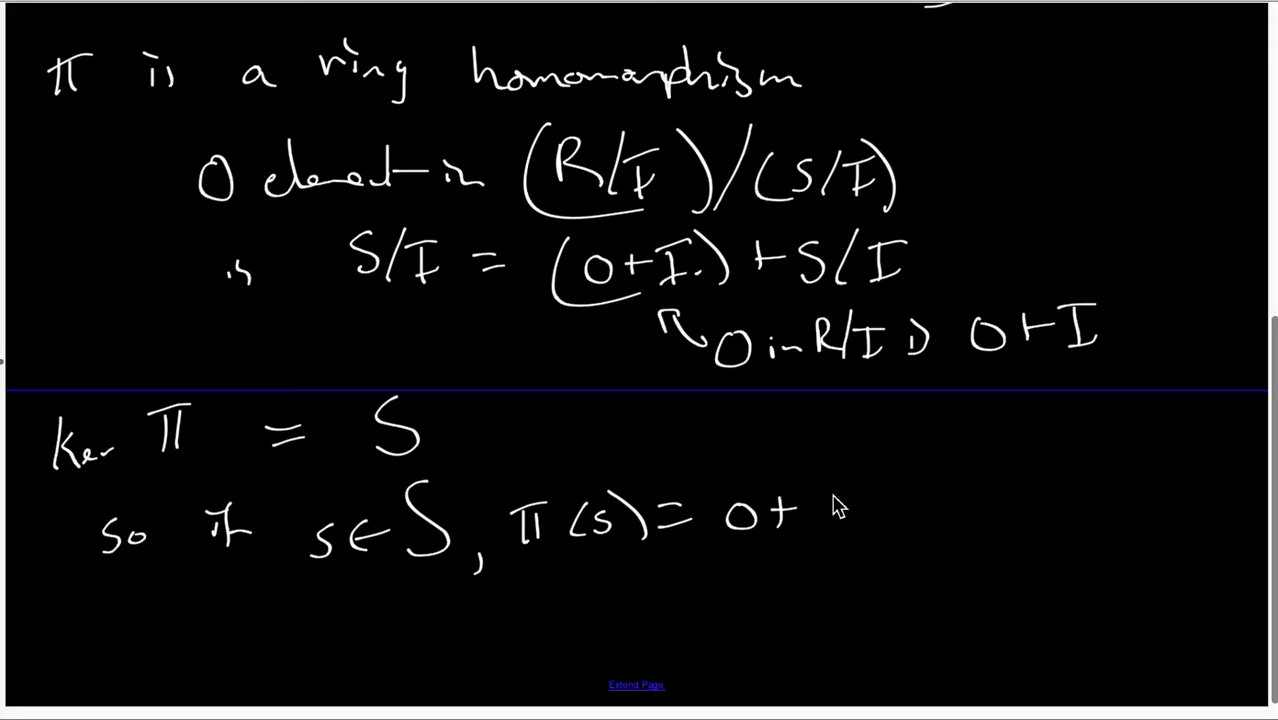 π is a ring homomorphism
0 element in (R/I)/(S/I)
is S/I = (0+I) + S/I
0 in R/I is 0+I
ker π = S
so if s∈S, π(s)= 0+
Extend Page